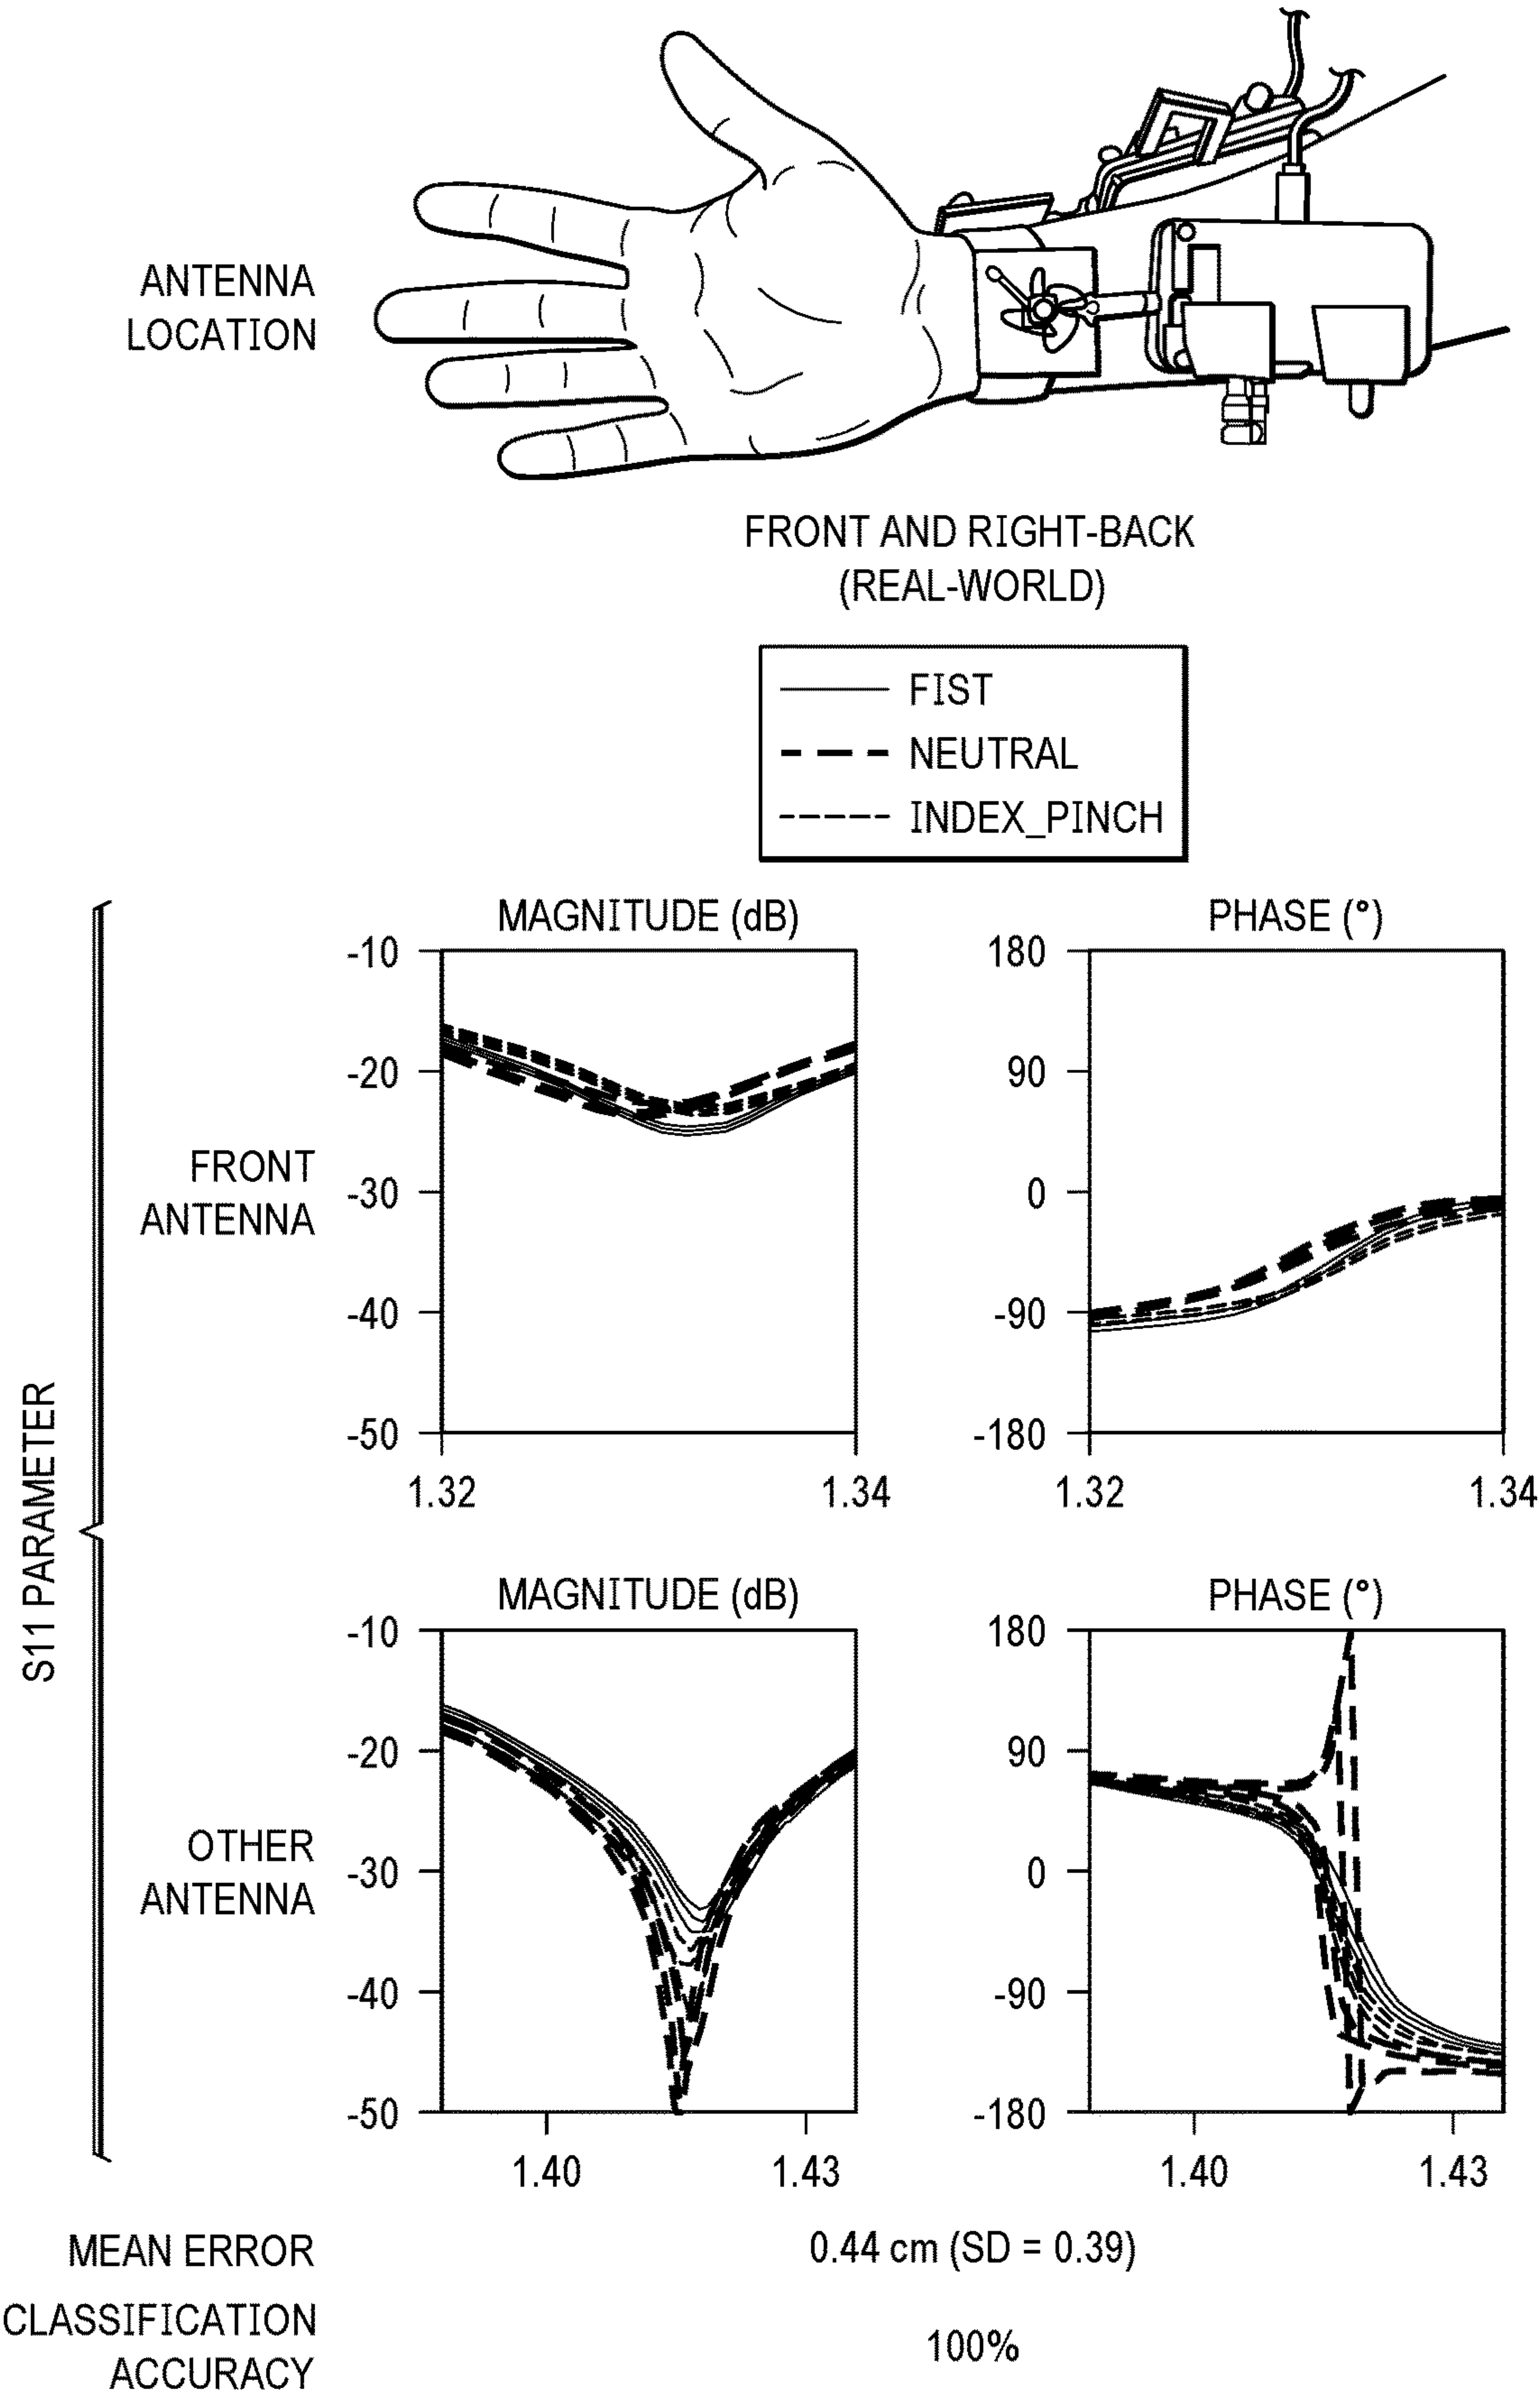 ANTENNA
LOCATION
FRONT AND RIGHT-BACK
(REAL-WORLD)
FIST
NEUTRAL
INDEX_PINCH
S11 PARAMETER
FRONT
ANTENNA
MAGNITUDE (dB)
-10
-20
-30
-40
-50
1.32
1.34
PHASE (°)
180
90
0
-90
-180
1.32
1.34
OTHER
ANTENNA
MAGNITUDE (dB)
-10
-20
-30
-40
-50
1.40
1.43
PHASE (°)
180
90
0
-90
-180
1.40
1.43
MEAN ERROR
0.44 cm (SD = 0.39)
CLASSIFICATION
ACCURACY
100%